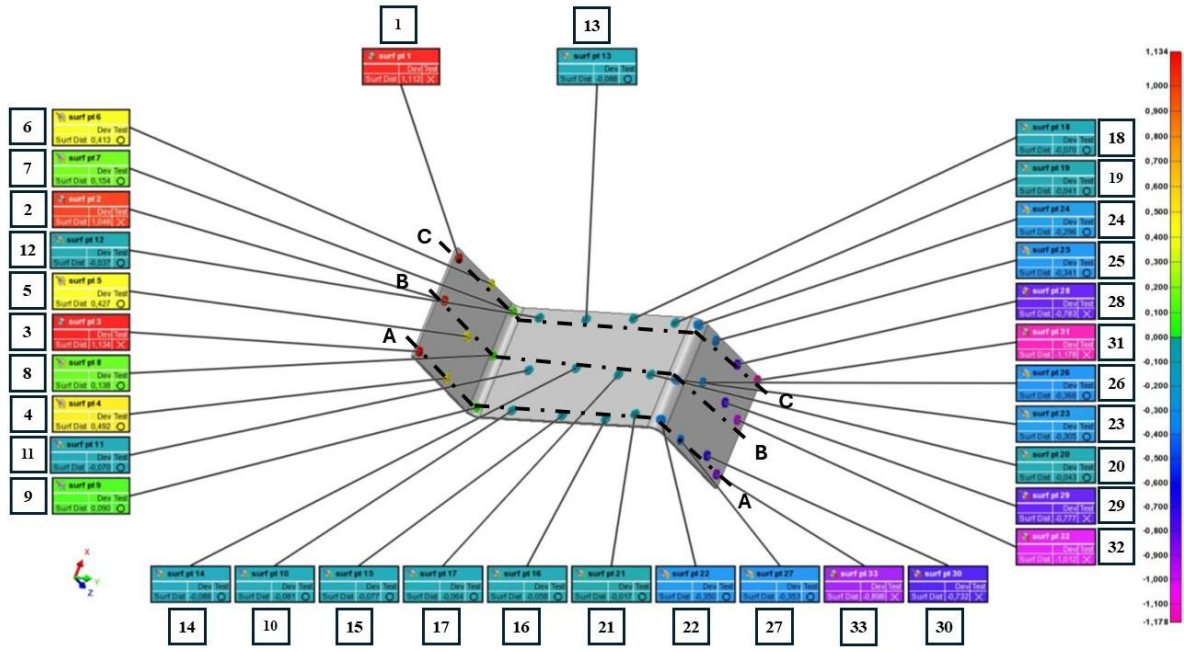 1
surf pt 1
Dev Test
Surf Dist 1,112
13
surf pt 13
Dev Test
Surf Dist -0,088
6
surf pt 6
Dev Test
Surf Dist 0,413
7
surf pt 7
Dev Test
Surf Dist 0,154
2
surf pt 2
Dev Test
Surf Dist 1,048
12
surf pt 12
Dev Test
Surf Dist -0,037
5
surf pt 5
Dev Test
Surf Dist 0,427
3
surf pt 3
Dev Test
Surf Dist 1,134
8
surf pt 8
Dev Test
Surf Dist 0,138
4
surf pt 4
Dev Test
Surf Dist 0,492
11
surf pt 11
Dev Test
Surf Dist -0,070
9
surf pt 9
Dev Test
Surf Dist 0,090
C
B
A
C
B
A
surf pt 18
Dev Test
Surf Dist -0,070
18
surf pt 19
Dev Test
Surf Dist -0,041
19
surf pt 24
Dev Test
Surf Dist -0,296
24
surf pt 25
Dev Test
Surf Dist -0,341
25
surf pt 28
Dev Test
Surf Dist -0,783
28
surf pt 31
Dev Test
Surf Dist -1,178
31
surf pt 26
Dev Test
Surf Dist -0,366
26
surf pt 23
Dev Test
Surf Dist -0,305
23
surf pt 20
Dev Test
Surf Dist -0,043
20
surf pt 29
Dev Test
Surf Dist -0,777
29
surf pt 32
Dev Test
Surf Dist -1,012
32
surf pt 14
Dev Test
Surf Dist -0,088
14
surf pt 10
Dev Test
Surf Dist -0,081
10
surf pt 15
Dev Test
Surf Dist -0,077
15
surf pt 17
Dev Test
Surf Dist -0,064
17
surf pt 16
Dev Test
Surf Dist -0,059
16
surf pt 21
Dev Test
Surf Dist -0,017
21
surf pt 22
Dev Test
Surf Dist -0,350
22
surf pt 27
Dev Test
Surf Dist -0,353
27
surf pt 33
Dev Test
Surf Dist -0,898
33
surf pt 30
Dev Test
Surf Dist -0,732
30
X
Y
Z
1,134
1,000
0,900
0,800
0,700
0,600
0,500
0,400
0,300
0,200
0,100
0,000
-0,100
-0,200
-0,300
-0,400
-0,500
-0,600
-0,700
-0,800
-0,900
-1,000
-1,100
-1,178